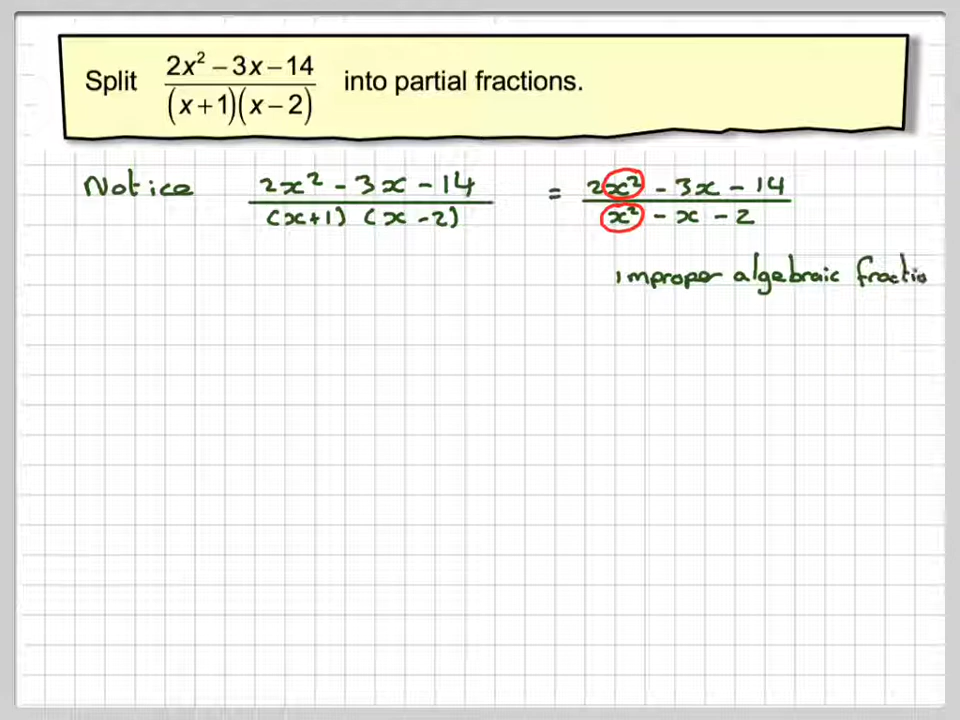 Split (2x² − 3x − 14)/((x + 1)(x − 2)) into partial fractions.
Notice (2x² − 3x − 14)/((x+1)(x − 2)) = (2x² − 3x − 14)/(x² − x − 2)
improper algebraic fractio